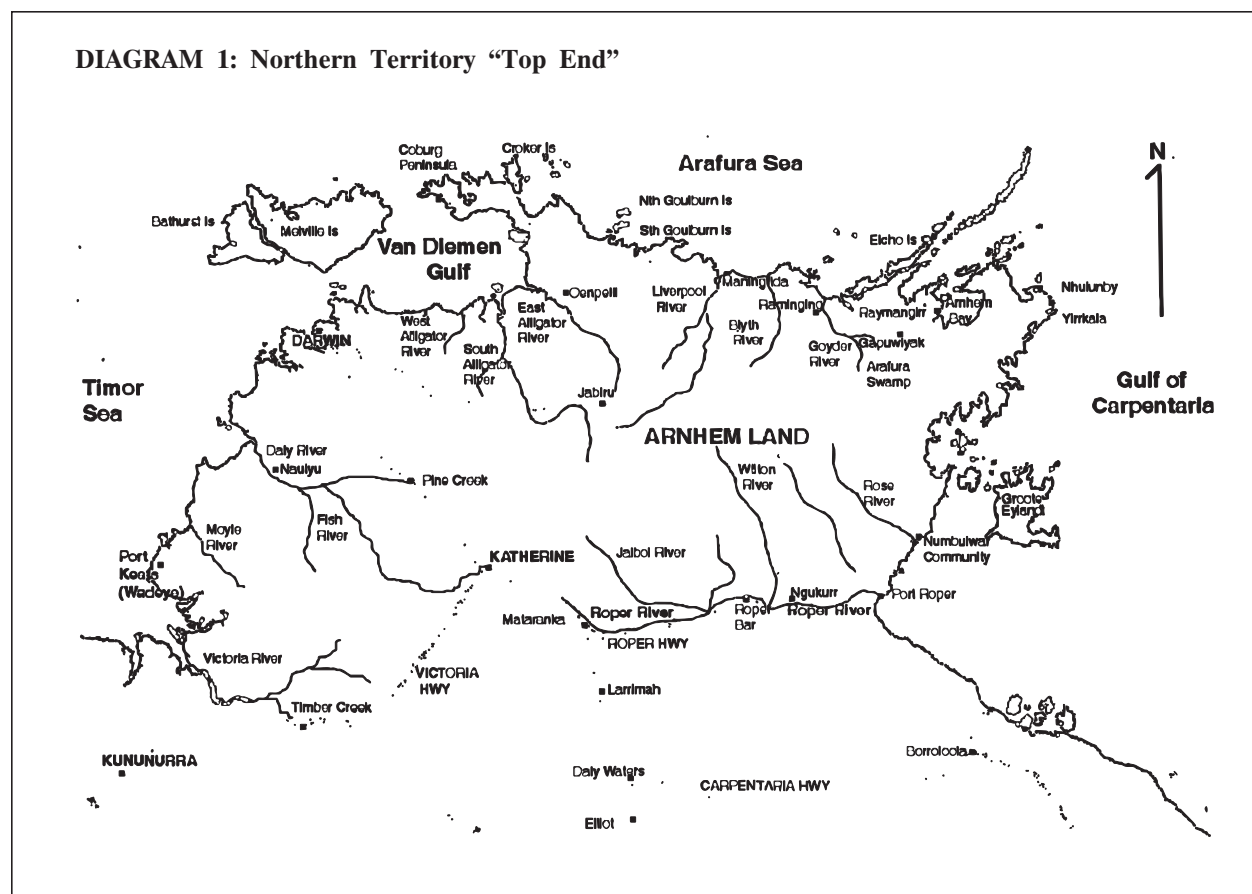 DIAGRAM 1: Northern Territory “Top End”
Coburg
Peninsula
Croker Is
Arafura Sea
N
Nth Goulburn Is
Sth Goulburn Is
Bathurst Is
Melville Is
Van Diemen
Gulf
Elcho Is
Oenpelli
Liverpool
River
Maningrida
Raminging
Raymangirr
Arnhem
Bay
Nhulunby
Yirrkala
DARWIN
West
Alligator
River
East
Alligator
River
South
Alligator
River
Blyth
River
Goyder
River
Gapuwiyak
Arafura
Swamp
Timor
Sea
Jabiru
Gulf of
Carpentaria
ARNHEM LAND
Daly River
Nauiyu
Pine Creek
Wilton
River
Rose
River
Groote
Eylandt
Moyle
River
Fish
River
Port
Keats
(Wadeye)
KATHERINE
Jalboi River
Numbulwar
Community
Mataranka
Roper River
Roper
Bar
Ngukurr
Roper River
Port Roper
ROPER HWY
Victoria River
VICTORIA
HWY
Larrimah
Timber Creek
KUNUNURRA
Borroloola
Daly Waters
CARPENTARIA HWY
Elliot